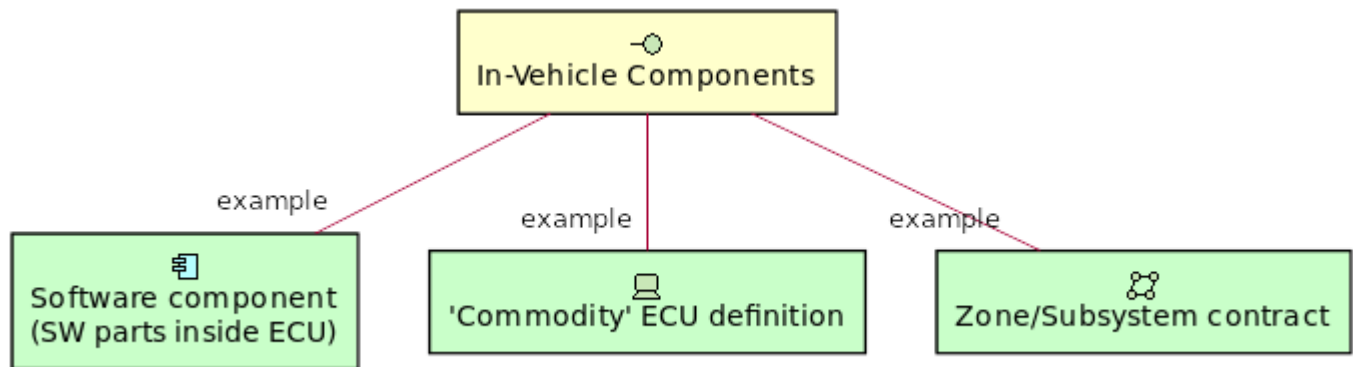 In-Vehicle Components
example
example
example
Software component
(SW parts inside ECU)
'Commodity' ECU definition
Zone/Subsystem contract